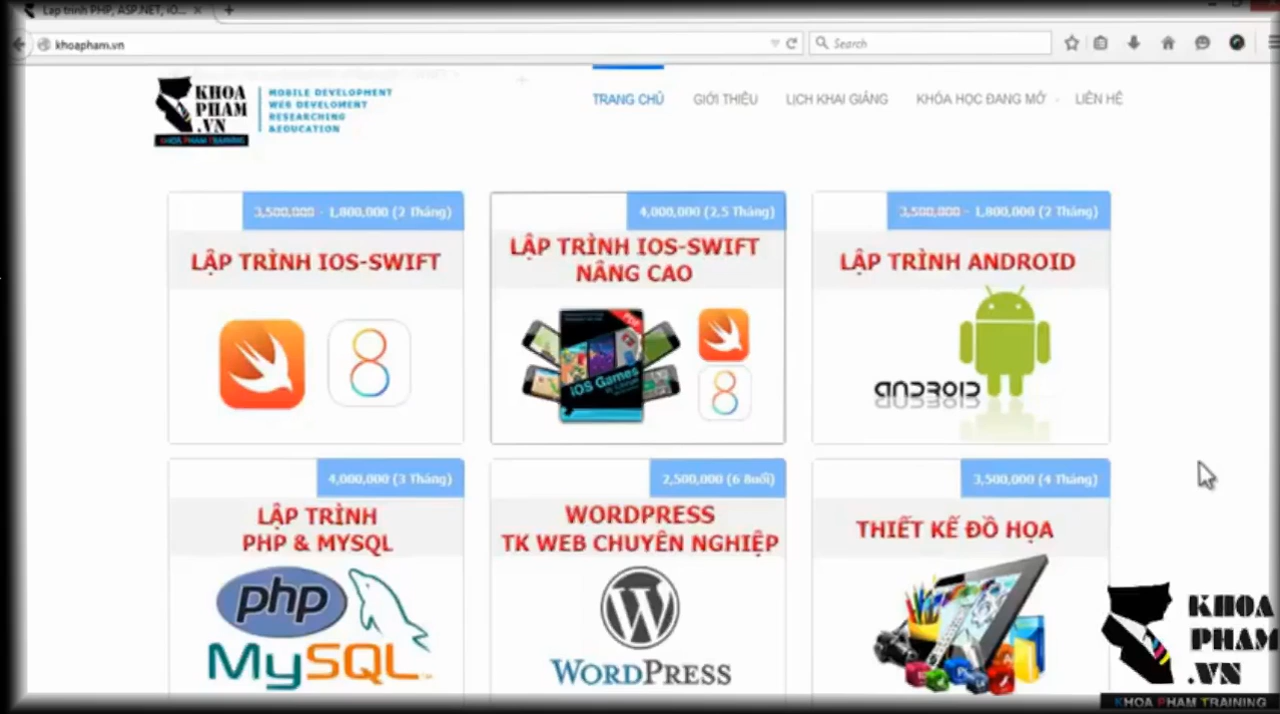 Lập trình PHP, ASP.NET, iO...
khoapham.vn
Search
KHOA
PHAM
.VN
KHOA PHAM TRAINING
MOBILE DEVELOPMENT
WEB DEVELOMENT
RESEARCHING
&EDUCATION
TRANG CHỦ
GIỚI THIỆU
LỊCH KHAI GIẢNG
KHÓA HỌC ĐANG MỞ
LIÊN HỆ
3,500,000 - 1,800,000 (2 Tháng)
LẬP TRÌNH IOS-SWIFT
8
4,000,000 (2,5 Tháng)
LẬP TRÌNH IOS-SWIFT
NÂNG CAO
PDF
iOS Games
8
3,500,000 - 1,800,000 (2 Tháng)
LẬP TRÌNH ANDROID
ANDROID
4,000,000 (3 Tháng)
LẬP TRÌNH
PHP & MYSQL
php
MySQL
2,500,000 (6 Buổi)
WORDPRESS
TK WEB CHUYÊN NGHIỆP
W
WORDPRESS
3,500,000 (4 Tháng)
THIẾT KẾ ĐỒ HỌA
KHOA
PHAM
.VN
KHOA PHAM TRAINING